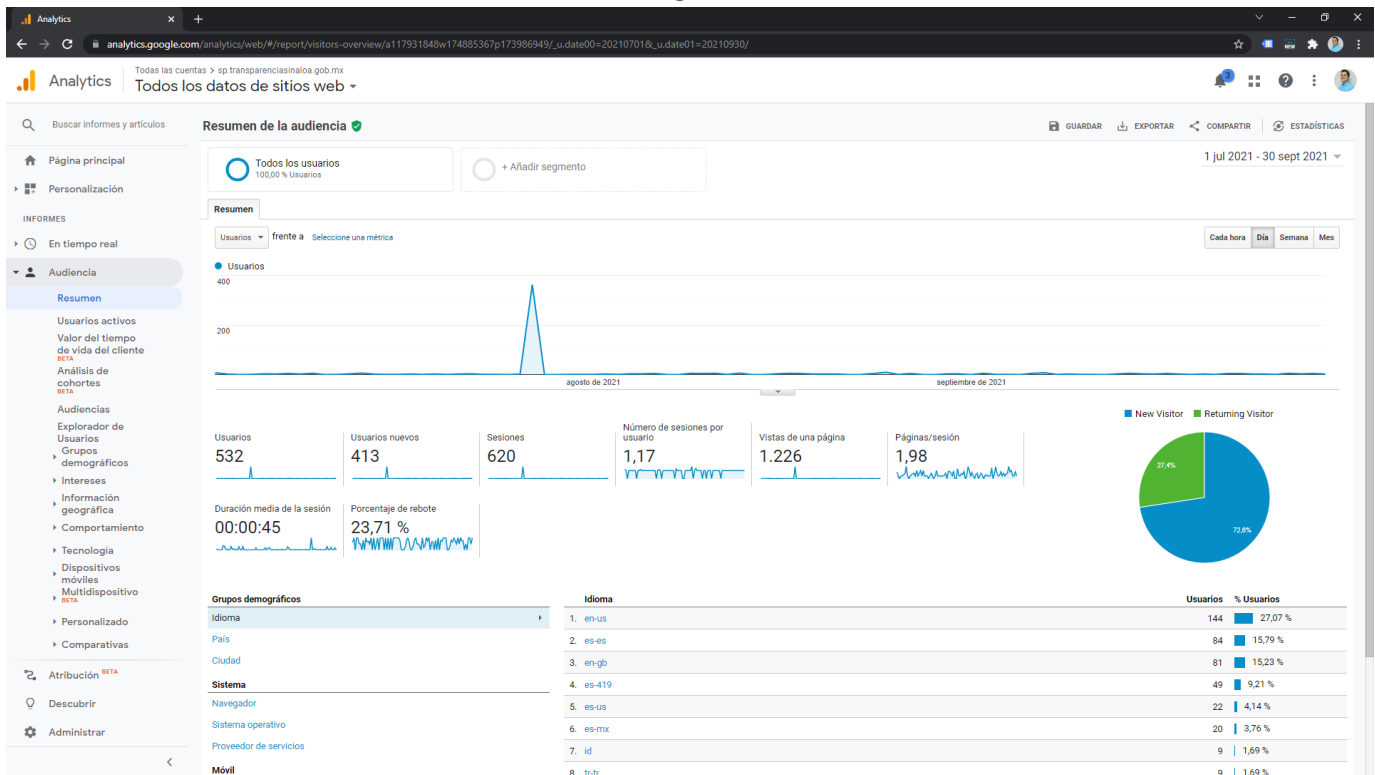 Analytics
analytics.google.com/analytics/web/#/report/visitors-overview/a117931848w174885367p173986949/_u.date00=20210701&_u.date01=20210930/
Analytics
Todas las cuentas > sp.transparenciasinaloa.gob.mx
Todos los datos de sitios web
3
Buscar informes y artículos
Resumen de la audiencia
GUARDAR
EXPORTAR
COMPARTIR
ESTADÍSTICAS
Página principal
Personalización
INFORMES
En tiempo real
Audiencia
Resumen
Usuarios activos
Valor del tiempo
de vida del cliente
BETA
Análisis de
cohortes
BETA
Audiencias
Explorador de
Usuarios
Grupos
demográficos
Intereses
Información
geográfica
Comportamiento
Tecnología
Dispositivos
móviles
Multidispositivo
BETA
Personalizado
Comparativas
Atribución BETA
Descubrir
Administrar
Todos los usuarios
100,00 % Usuarios
+ Añadir segmento
1 jul 2021 - 30 sept 2021
Resumen
Usuarios frente a Seleccione una métrica
Cada hora Día Semana Mes
Usuarios
400
200
agosto de 2021
septiembre de 2021
New Visitor Returning Visitor
27,4%
72,6%
Usuarios
532
Usuarios nuevos
413
Sesiones
620
Número de sesiones por
usuario
1,17
Vistas de una página
1.226
Páginas/sesión
1,98
Duración media de la sesión
00:00:45
Porcentaje de rebote
23,71 %
Grupos demográficos
Idioma
País
Ciudad
Sistema
Navegador
Sistema operativo
Proveedor de servicios
Móvil
Idioma Usuarios % Usuarios
1. en-us 144 27,07 %
2. es-es 84 15,79 %
3. en-gb 81 15,23 %
4. es-419 49 9,21 %
5. es-us 22 4,14 %
6. es-mx 20 3,76 %
7. id 9 1,69 %
8. tr-tr 9 1,69 %